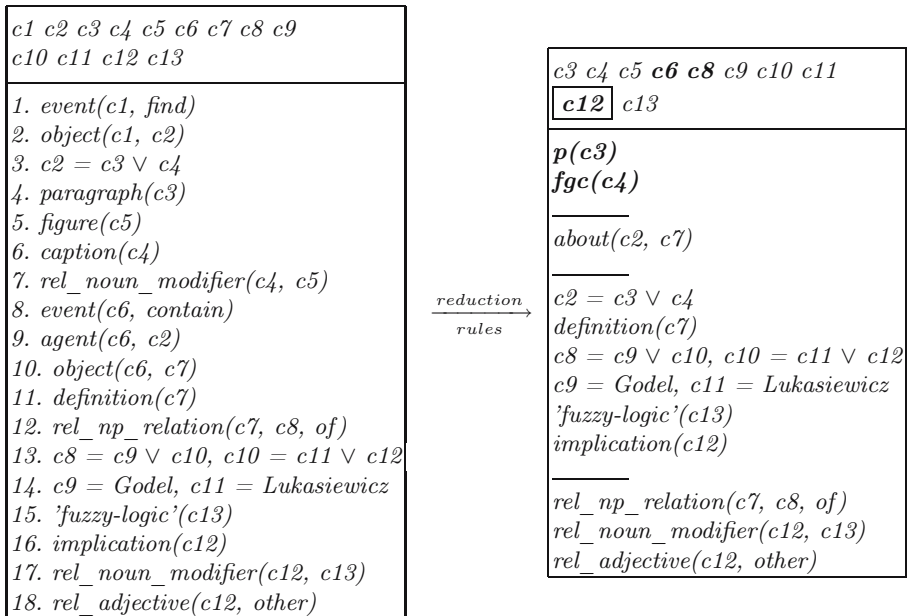 c1 c2 c3 c4 c5 c6 c7 c8 c9
c10 c11 c12 c13
1. event(c1, find)
2. object(c1, c2)
3. c2 = c3 ∨ c4
4. paragraph(c3)
5. figure(c5)
6. caption(c4)
7. rel_noun_modifier(c4, c5)
8. event(c6, contain)
9. agent(c6, c2)
10. object(c6, c7)
11. definition(c7)
12. rel_np_relation(c7, c8, of)
13. c8 = c9 ∨ c10, c10 = c11 ∨ c12
14. c9 = Godel, c11 = Lukasiewicz
15. 'fuzzy-logic'(c13)
16. implication(c12)
17. rel_noun_modifier(c12, c13)
18. rel_adjective(c12, other)
reduction
rules
c3 c4 c5 c6 c8 c9 c10 c11
c12 c13
p(c3)
fgc(c4)
about(c2, c7)
c2 = c3 ∨ c4
definition(c7)
c8 = c9 ∨ c10, c10 = c11 ∨ c12
c9 = Godel, c11 = Lukasiewicz
'fuzzy-logic'(c13)
implication(c12)
rel_np_relation(c7, c8, of)
rel_noun_modifier(c12, c13)
rel_adjective(c12, other)